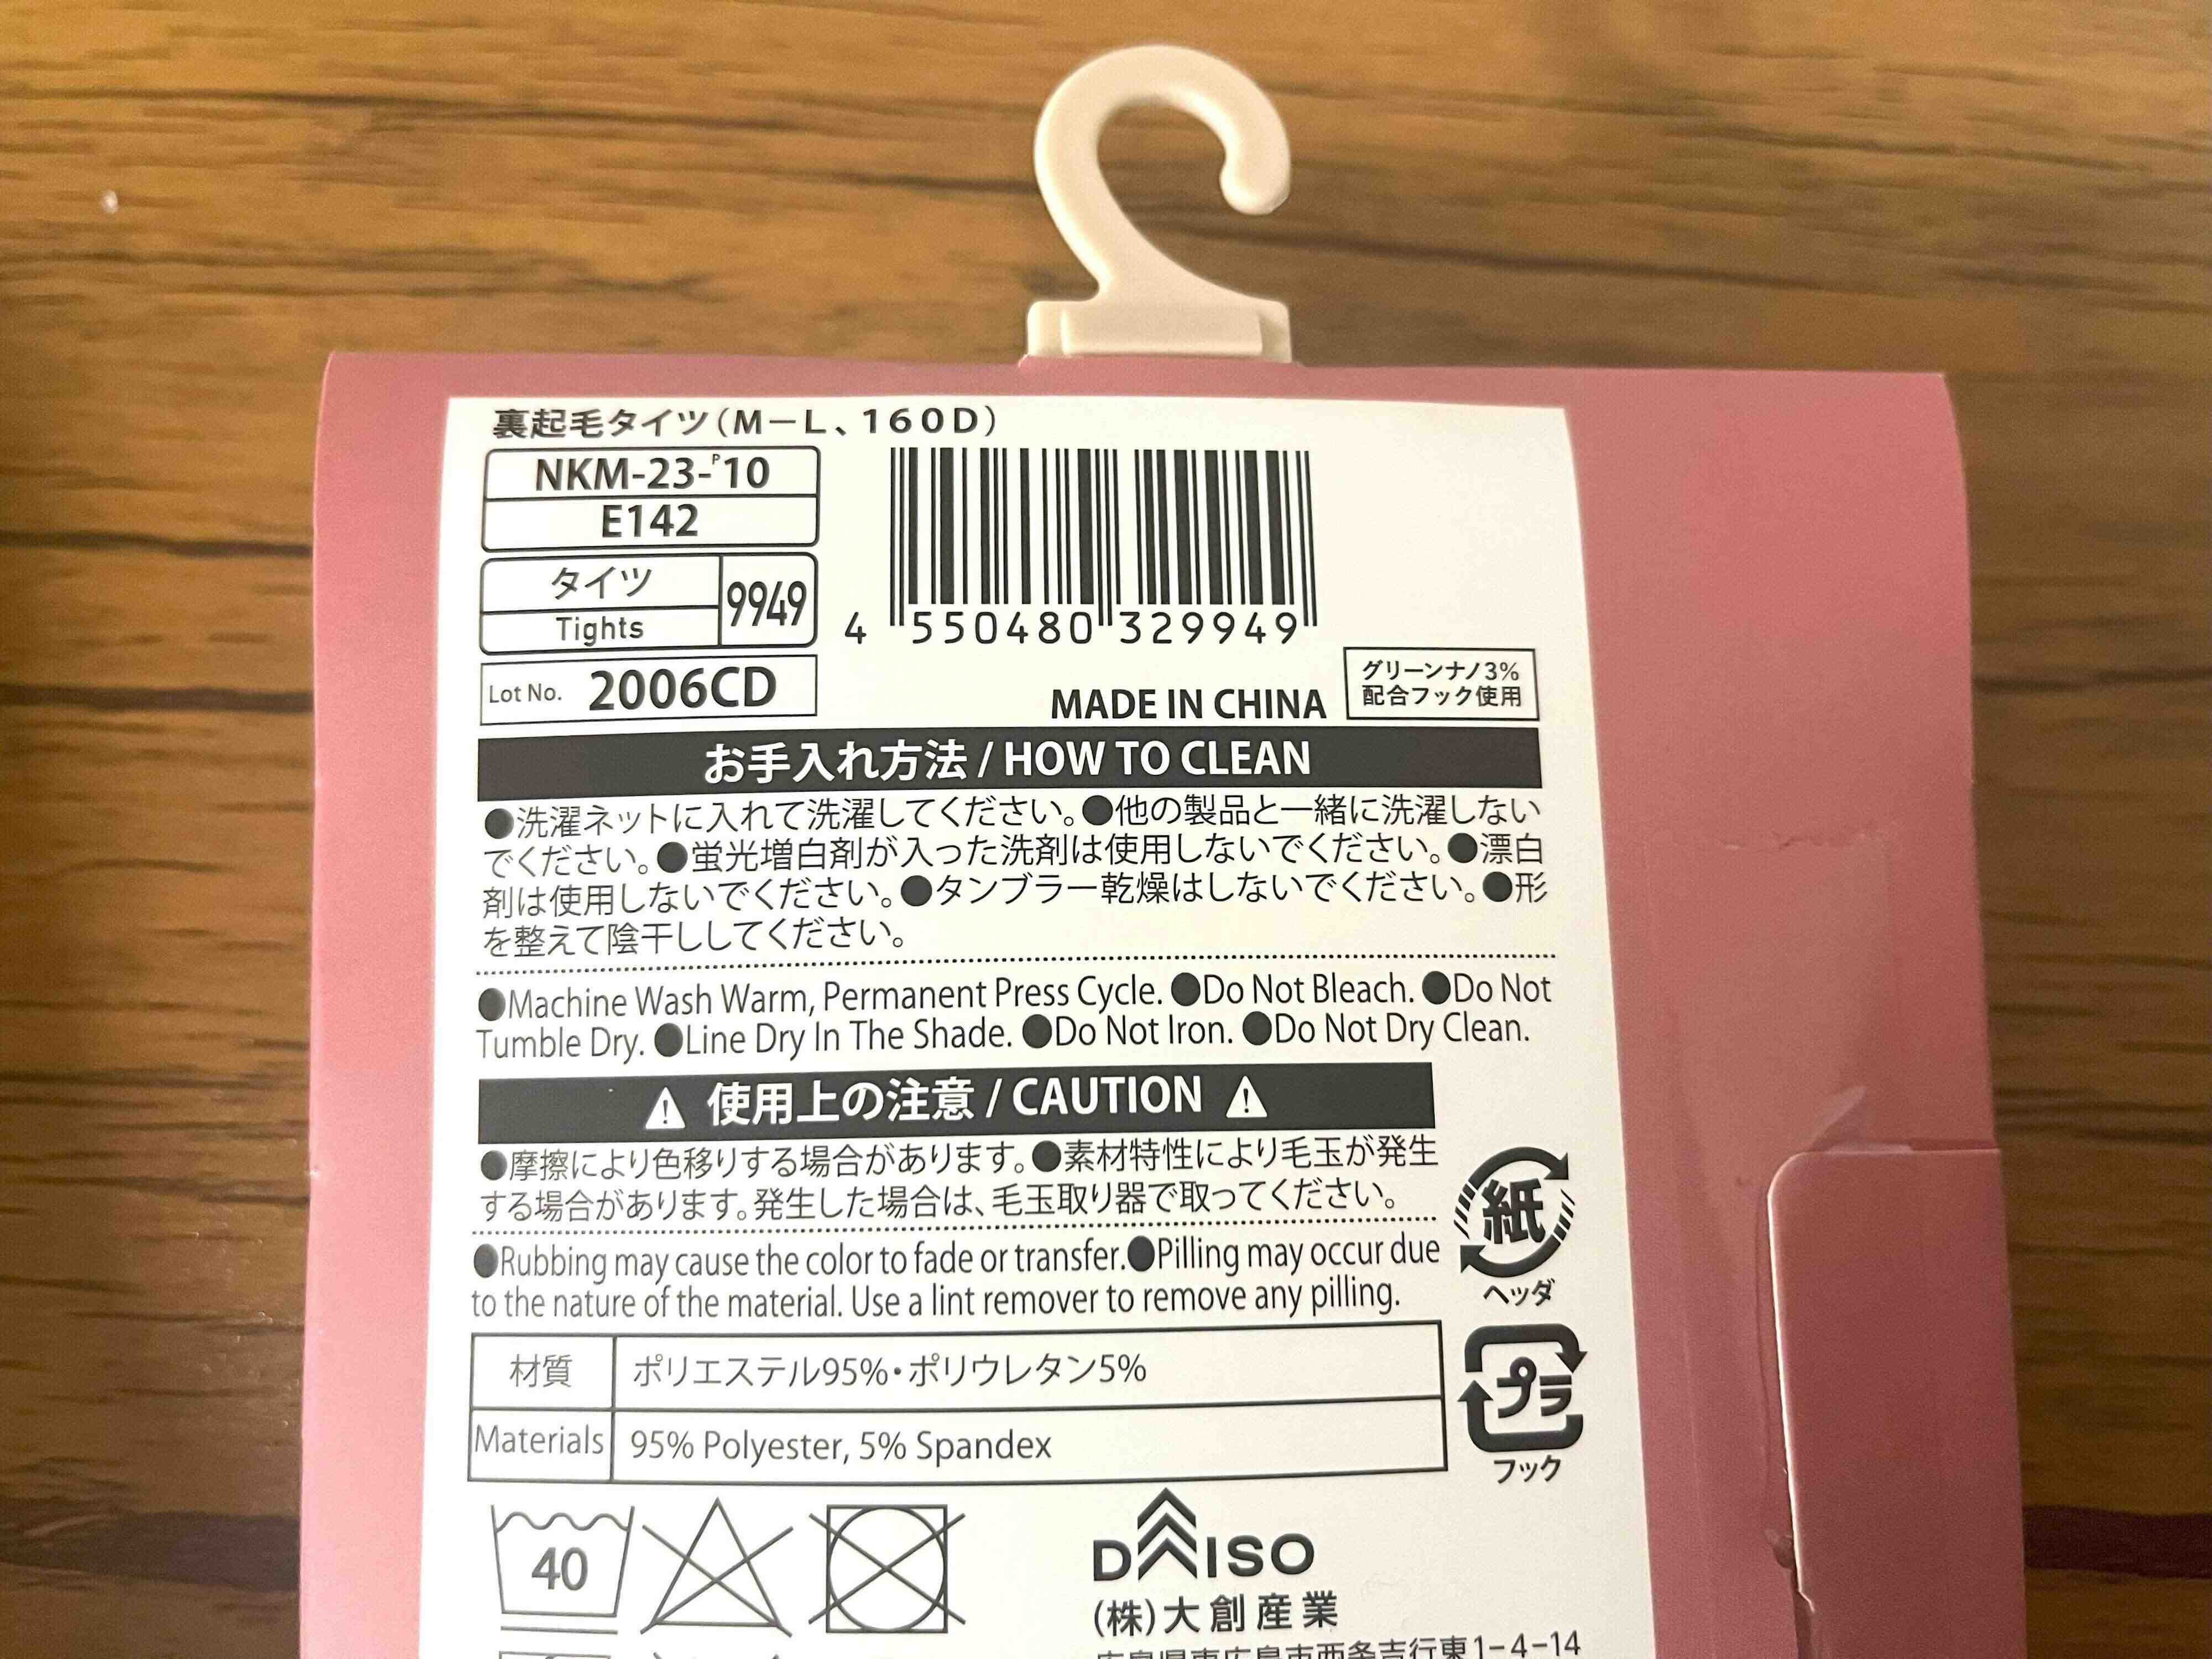 裏起毛タイツ(M－L、160D)
NKM-23-P10
E142
タイツ
Tights
9949
4 550480 329949
Lot No. 2006CD
MADE IN CHINA
グリーンナノ3%
配合フック使用
お手入れ方法 / HOW TO CLEAN
●洗濯ネットに入れて洗濯してください。●他の製品と一緒に洗濯しない
でください。●蛍光増白剤が入った洗剤は使用しないでください。●漂白
剤は使用しないでください。●タンブラー乾燥はしないでください。●形
を整えて陰干ししてください。
●Machine Wash Warm, Permanent Press Cycle. ●Do Not Bleach. ●Do Not
Tumble Dry. ●Line Dry In The Shade. ●Do Not Iron. ●Do Not Dry Clean.
使用上の注意 / CAUTION
●摩擦により色移りする場合があります。●素材特性により毛玉が発生
する場合があります。発生した場合は、毛玉取り器で取ってください。
●Rubbing may cause the color to fade or transfer.●Pilling may occur due
to the nature of the material. Use a lint remover to remove any pilling.
紙
ヘッダ
材質 ポリエステル95%・ポリウレタン5%
Materials 95% Polyester, 5% Spandex
プラ
フック
40
DAISO
(株)大創産業
広島県東広島市西条吉行東1-4-14